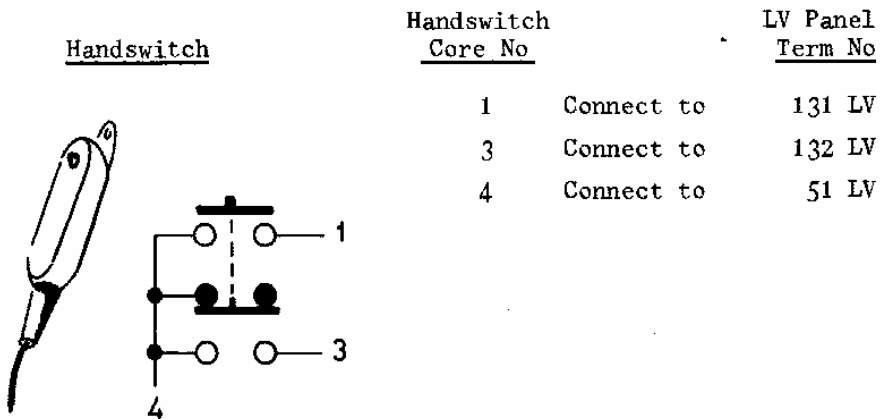 Handswitch
Handswitch Core No
LV Panel Term No
1 Connect to 131 LV
3 Connect to 132 LV
4 Connect to 51 LV
1
3
4